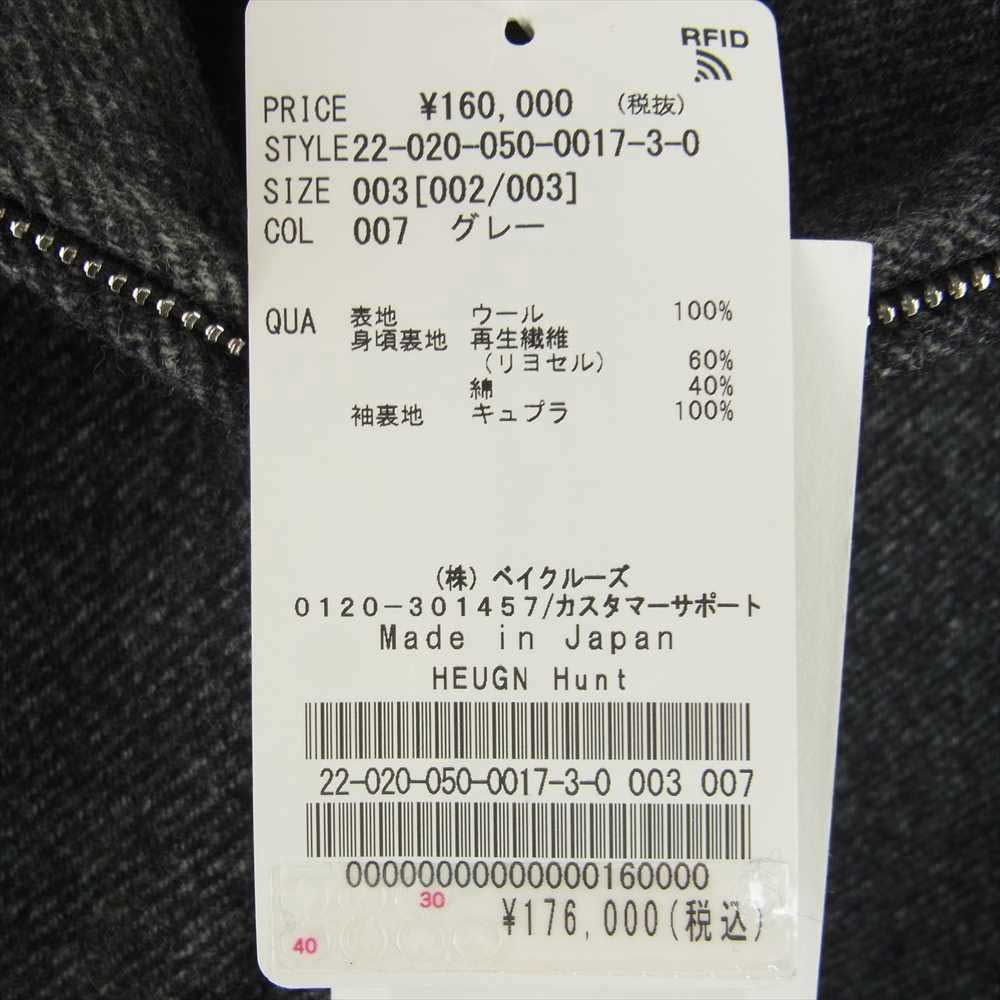 RFID
PRICE ¥160,000 (税抜)
STYLE 22-020-050-0017-3-0
SIZE 003[002/003]
COL 007 グレー
QUA 表地 ウール 100%
身頃裏地 再生繊維
(リヨセル) 60%
綿 40%
袖裏地 キュプラ 100%
(株)ベイクルーズ
0120-301457/カスタマーサポート
Made in Japan
HEUGN Hunt
22-020-050-0017-3-0 003 007
00000000000000160000
30
¥176,000(税込)
40